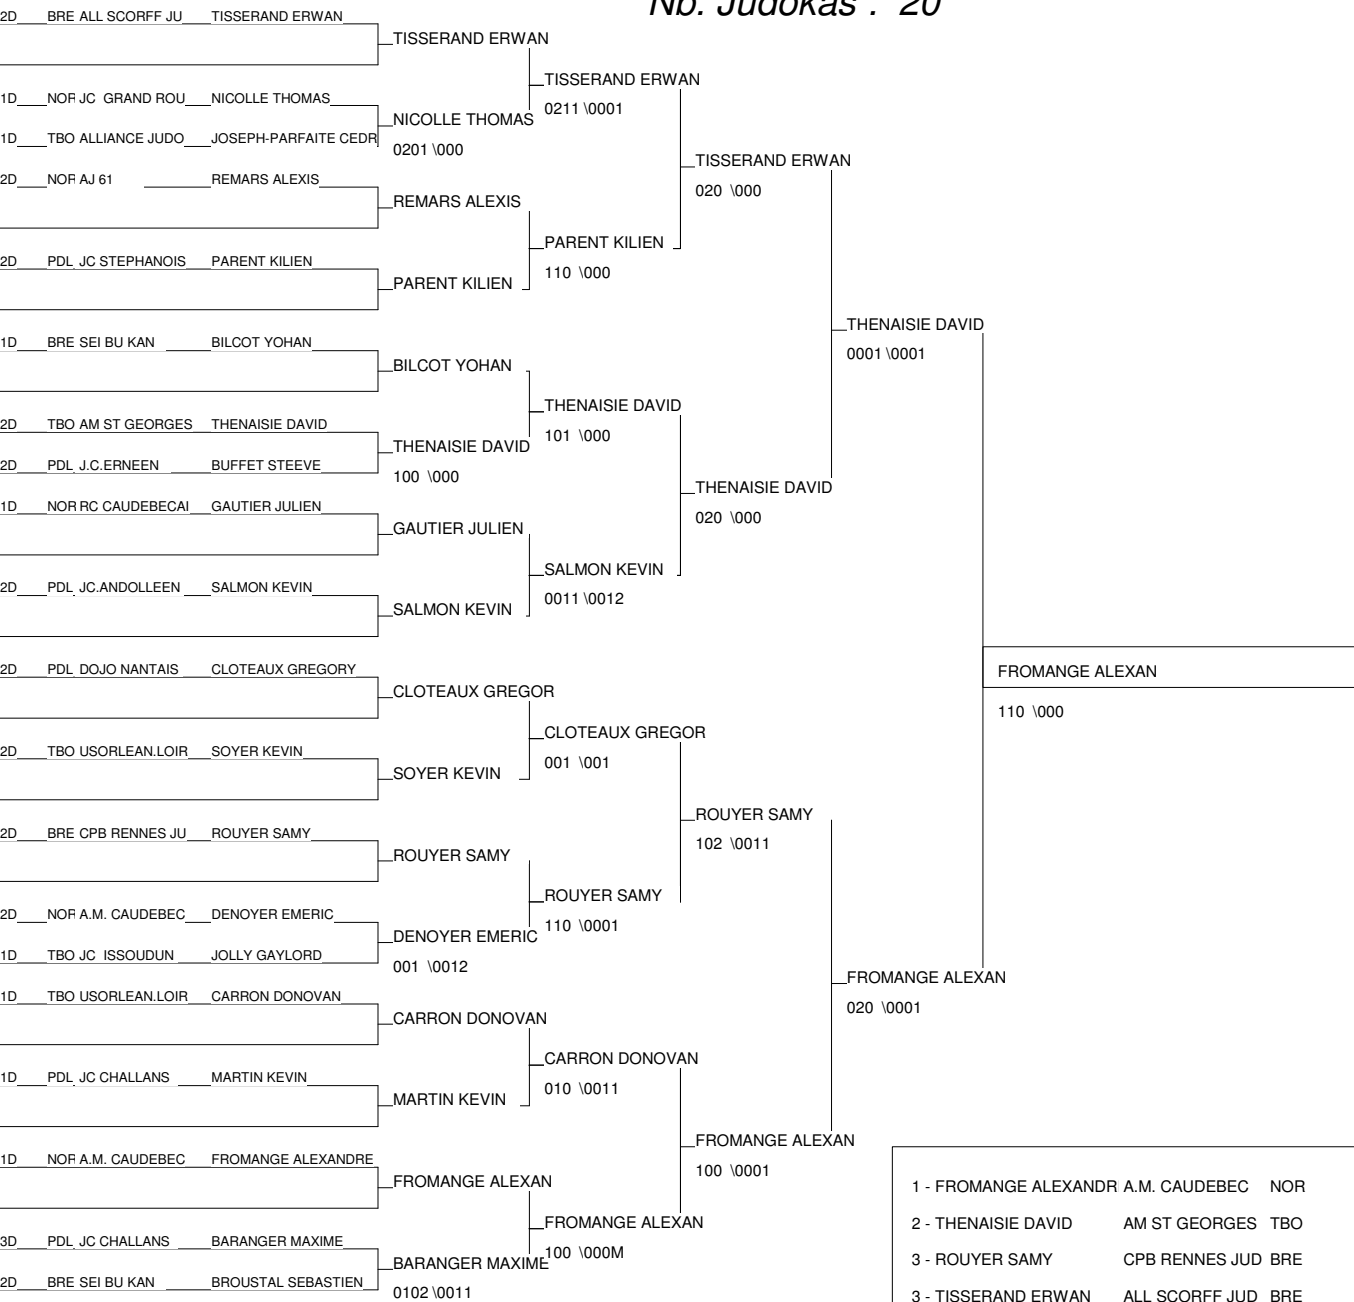 Nb. Judokas : 20
2D BRE ALL SCORFF JU TISSERAND ERWAN
TISSERAND ERWAN
TISSERAND ERWAN
0211 \0001
1D NOR JC GRAND ROU NICOLLE THOMAS
NICOLLE THOMAS
0201 \000
1D TBO ALLIANCE JUDO JOSEPH-PARFAITE CEDR
TISSERAND ERWAN
020 \000
2D NOR AJ 61 REMARS ALEXIS
REMARS ALEXIS
PARENT KILIEN
110 \000
2D PDL JC STEPHANOIS PARENT KILIEN
PARENT KILIEN
THENAISIE DAVID
0001 \0001
1D BRE SEI BU KAN BILCOT YOHAN
BILCOT YOHAN
THENAISIE DAVID
101 \000
2D TBO AM ST GEORGES THENAISIE DAVID
THENAISIE DAVID
100 \000
2D PDL J.C.ERNEEN BUFFET STEEVE
THENAISIE DAVID
020 \000
1D NOR RC CAUDEBECAI GAUTIER JULIEN
GAUTIER JULIEN
SALMON KEVIN
0011 \0012
2D PDL JC.ANDOLLEEN SALMON KEVIN
SALMON KEVIN
FROMANGE ALEXAN
110 \000
2D PDL DOJO NANTAIS CLOTEAUX GREGORY
CLOTEAUX GREGOR
CLOTEAUX GREGOR
001 \001
2D TBO USORLEAN.LOIR SOYER KEVIN
SOYER KEVIN
ROUYER SAMY
102 \0011
2D BRE CPB RENNES JU ROUYER SAMY
ROUYER SAMY
ROUYER SAMY
110 \0001
2D NOR A.M. CAUDEBEC DENOYER EMERIC
DENOYER EMERIC
001 \0012
1D TBO JC ISSOUDUN JOLLY GAYLORD
FROMANGE ALEXAN
020 \0001
1D TBO USORLEAN.LOIR CARRON DONOVAN
CARRON DONOVAN
CARRON DONOVAN
010 \0011
1D PDL JC CHALLANS MARTIN KEVIN
MARTIN KEVIN
FROMANGE ALEXAN
100 \0001
1D NOR A.M. CAUDEBEC FROMANGE ALEXANDRE
FROMANGE ALEXAN
FROMANGE ALEXAN
100 \000M
3D PDL JC CHALLANS BARANGER MAXIME
BARANGER MAXIME
0102 \0011
2D BRE SEI BU KAN BROUSTAL SEBASTIEN
1 - FROMANGE ALEXANDR A.M. CAUDEBEC NOR
2 - THENAISIE DAVID AM ST GEORGES TBO
3 - ROUYER SAMY CPB RENNES JUD BRE
3 - TISSERAND ERWAN ALL SCORFF JUD BRE